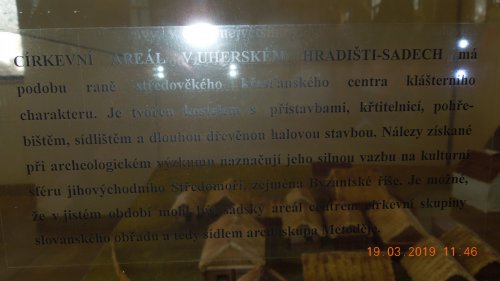 CÍRKEVNÍ AREÁL V UHERSKÉM HRADIŠTI-SADECH má
podobu raně středověkého křesťanského centra klášterního
charakteru. Je tvořen kostelem s přístavbami, křtitelnicí, pohře-
bištěm, sídlištěm a dlouhou dřevěnou halovou stavbou. Nálezy získané
při archeologickém výzkumu naznačují jeho silnou vazbu na kulturní
sféru jihovýchodního Středomoří, zejména Byzantské říše. Je možné,
že v jistém období mohl být sadský areál centrem církevní skupiny
slovanského obřadu a tedy sídlem arcibiskupa Metoděje.
19 03 2019 11:46